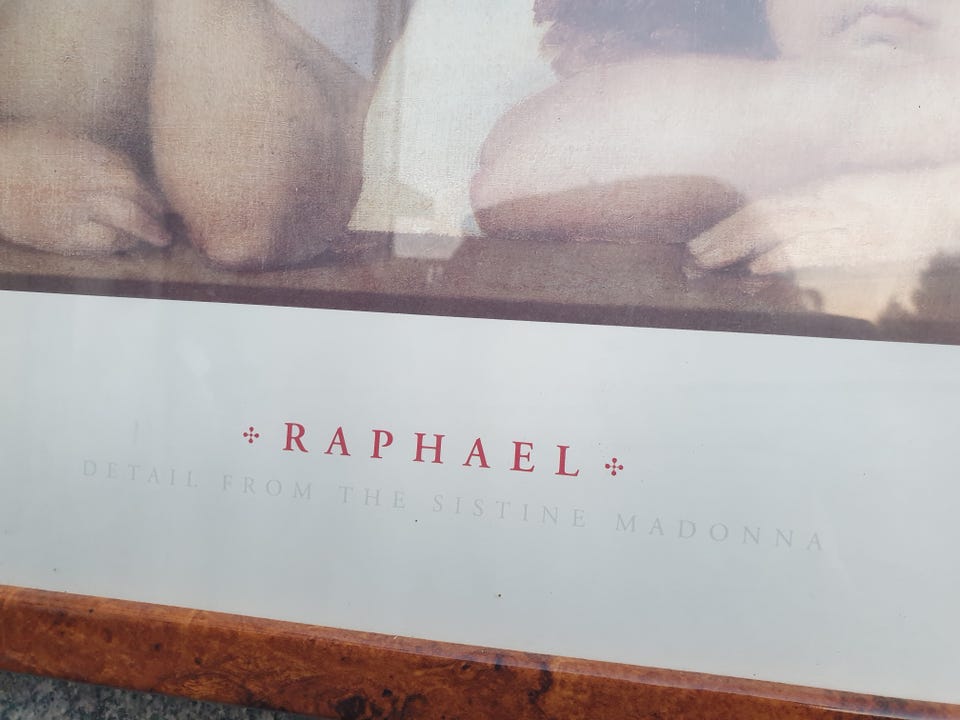 RAPHAEL
DETAIL FROM THE SISTINE MADONNA